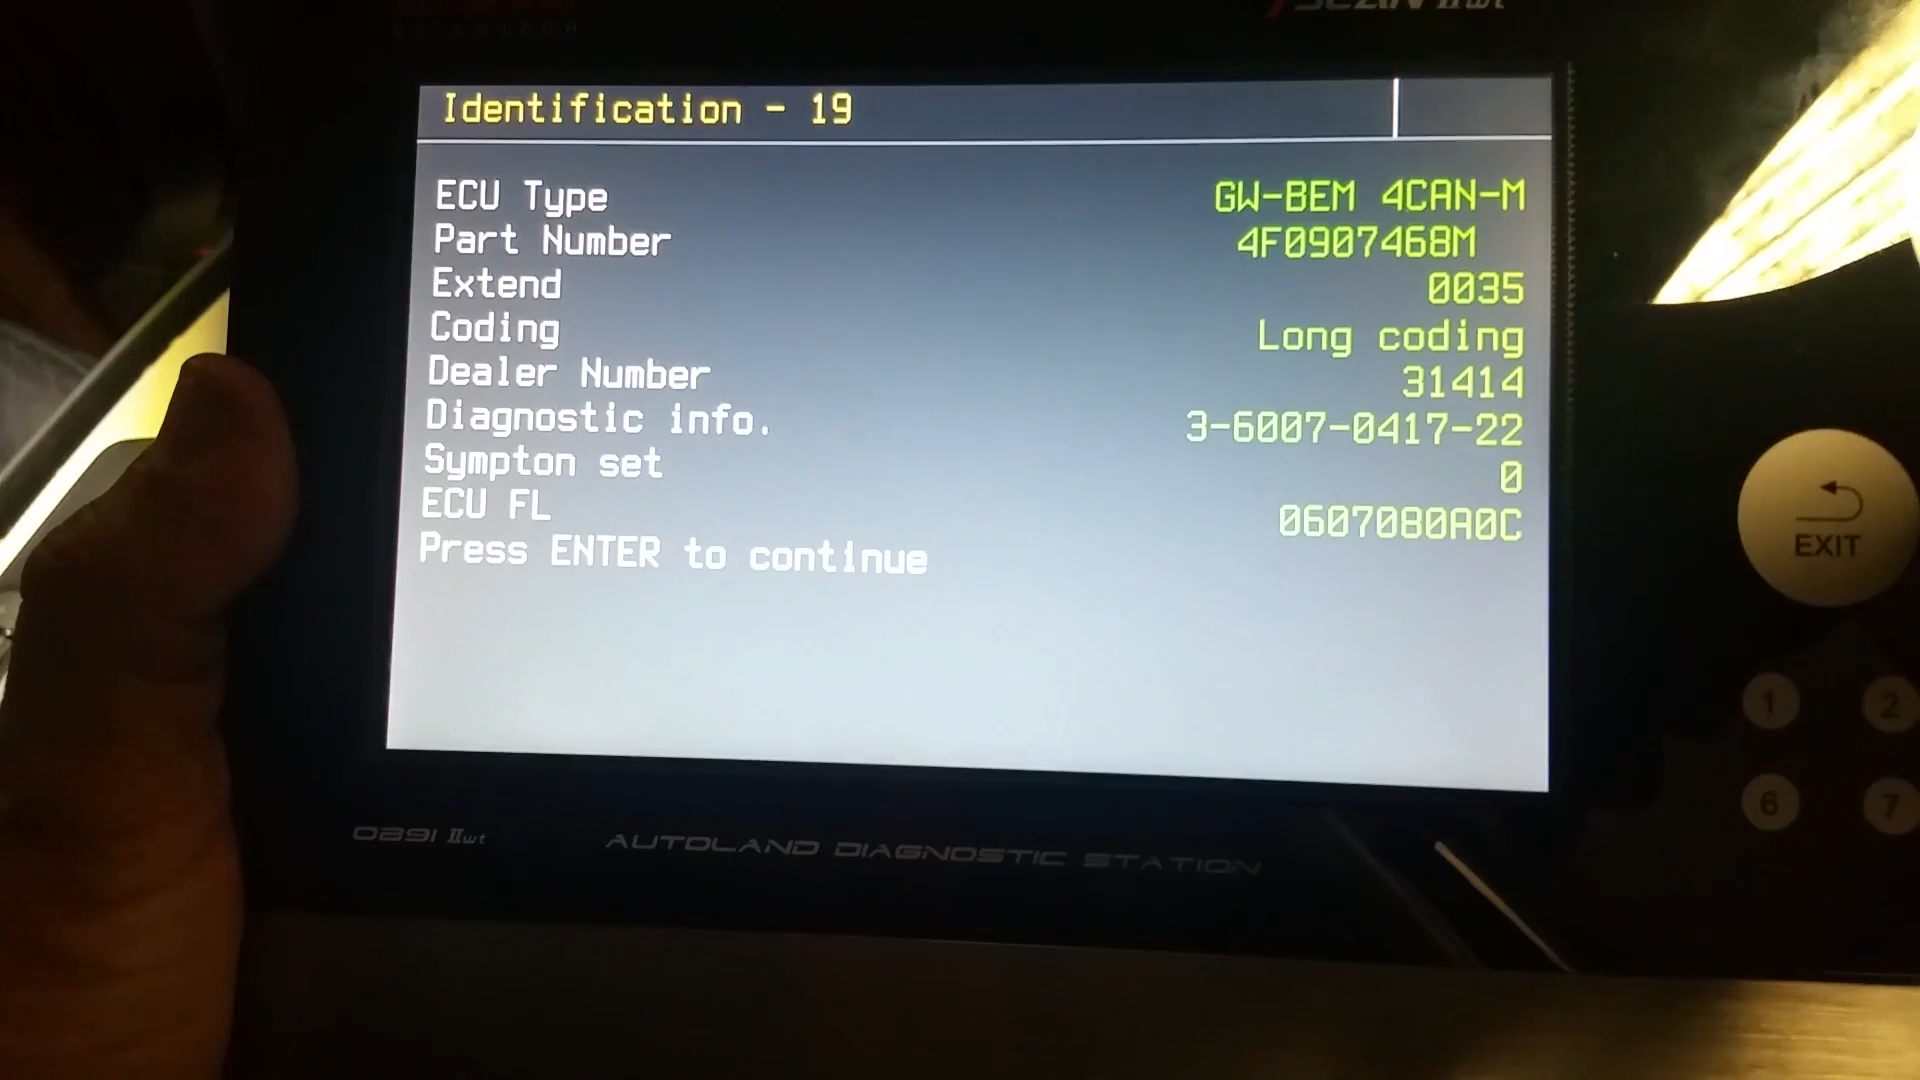 SCAN IIwt
Identification - 19
ECU Type GW-BEM 4CAN-M
Part Number 4F0907468M
Extend 0035
Coding Long coding
Dealer Number 31414
Diagnostic info. 3-6007-0417-22
Sympton set 0
ECU FL 0607080A0C
Press ENTER to continue
EXIT
1 2
6 7
IIwt
AUTOLAND DIAGNOSTIC STATION